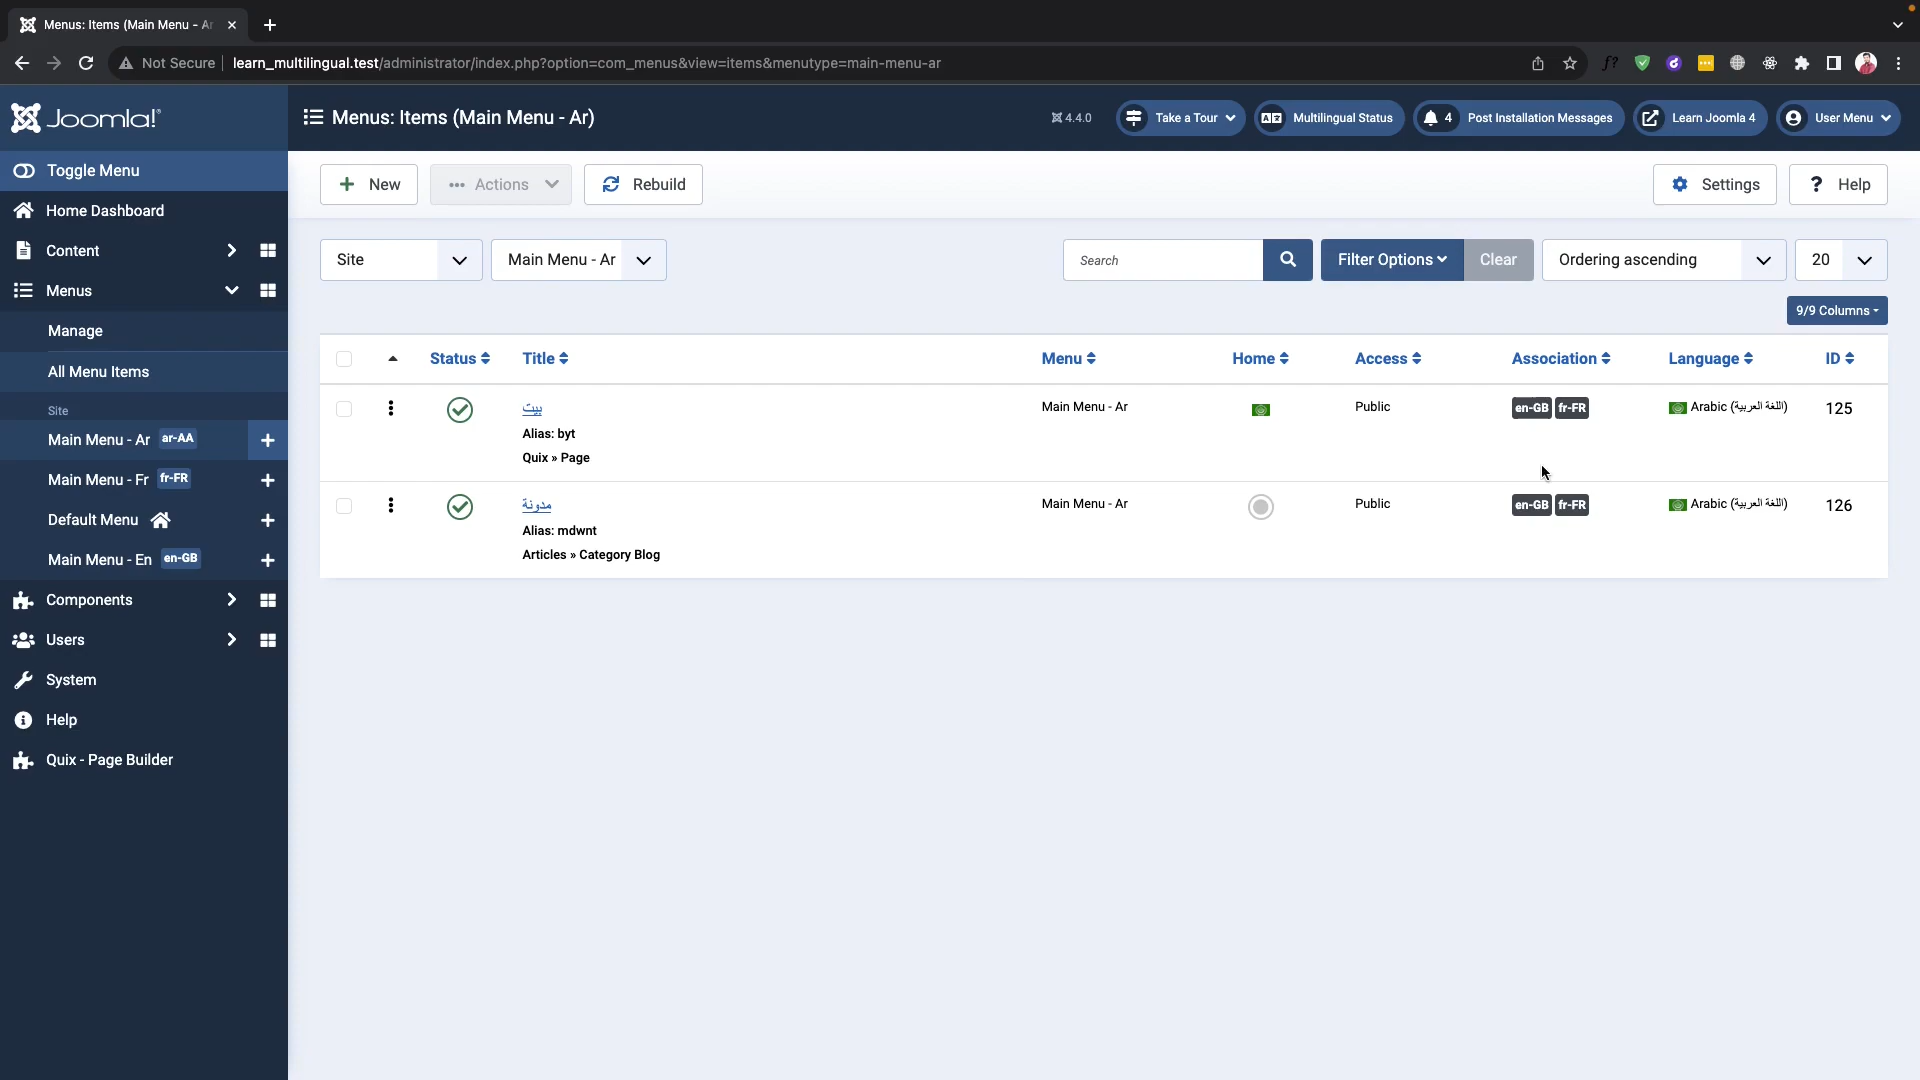 Menus: Items (Main Menu - Ar
Not Secure learn_multilingual.test/administrator/index.php?option=com_menus&view=items&menutype=main-menu-ar
Joomla!
Menus: Items (Main Menu - Ar)
4.4.0
Take a Tour
Multilingual Status
4 Post Installation Messages
Learn Joomla 4
User Menu
Toggle Menu
Home Dashboard
Content
Menus
Manage
All Menu Items
Site
Main Menu - Ar ar-AA
Main Menu - Fr fr-FR
Default Menu
Main Menu - En en-GB
Components
Users
System
Help
Quix - Page Builder
New
Actions
Rebuild
Settings
Help
Site
Main Menu - Ar
Search
Filter Options
Clear
Ordering ascending
20
9/9 Columns
Status Title Menu Home Access Association Language ID
بيت Main Menu - Ar Public en-GB fr-FR Arabic (اللغة العربية) 125
Alias: byt
Quix » Page
مدونة Main Menu - Ar Public en-GB fr-FR Arabic (اللغة العربية) 126
Alias: mdwnt
Articles » Category Blog